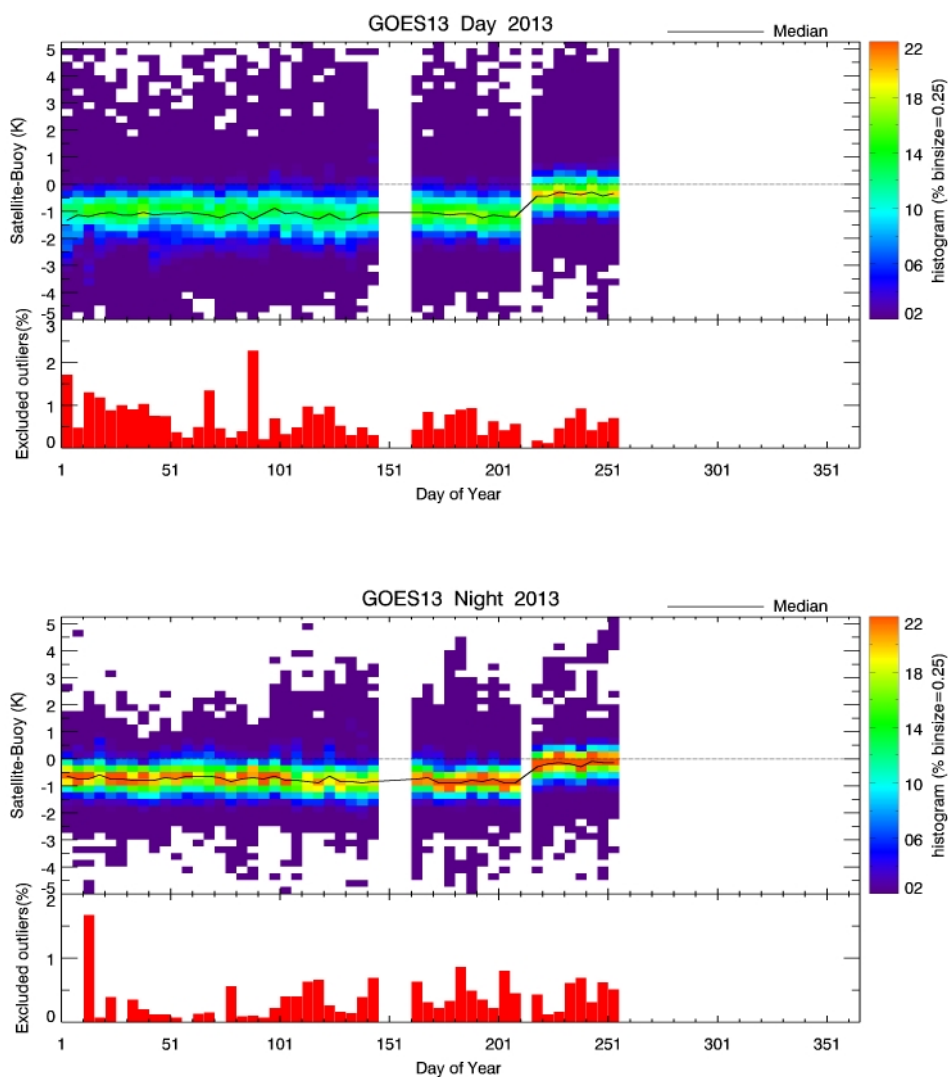 GOES13 Day 2013
Median
5
4
3
2
1
0
-1
-2
-3
-4
-5
Satellite-Buoy (K)
22
18
14
10
06
02
histogram (% binsize=0.25)
3
2
1
0
Excluded outliers(%)
1 51 101 151 201 251 301 351
Day of Year
GOES13 Night 2013
Median
5
4
3
2
1
0
-1
-2
-3
-4
-5
Satellite-Buoy (K)
22
18
14
10
06
02
histogram (% binsize=0.25)
2
1
0
Excluded outliers(%)
1 51 101 151 201 251 301 351
Day of Year